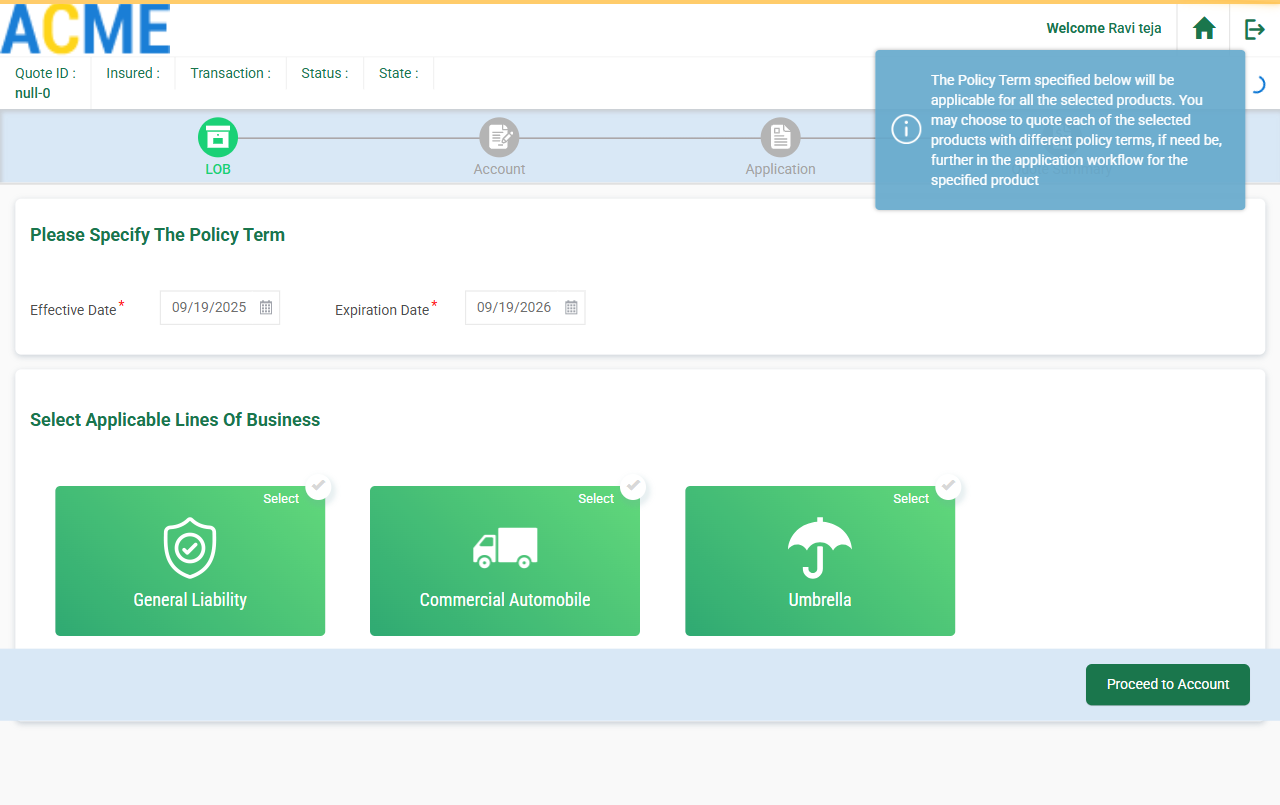 ACME
Welcome Ravi teja
Quote ID :
null-0
Insured :
Transaction :
Status :
State :
The Policy Term specified below will be
applicable for all the selected products. You
may choose to quote each of the selected
products with different policy terms, if need be,
further in the application workflow for the
specified product
LOB
Account
Application
Summary
Please Specify The Policy Term
Effective Date*
09/19/2025
Expiration Date*
09/19/2026
Select Applicable Lines Of Business
Select
General Liability
Select
Commercial Automobile
Select
Umbrella
Proceed to Account